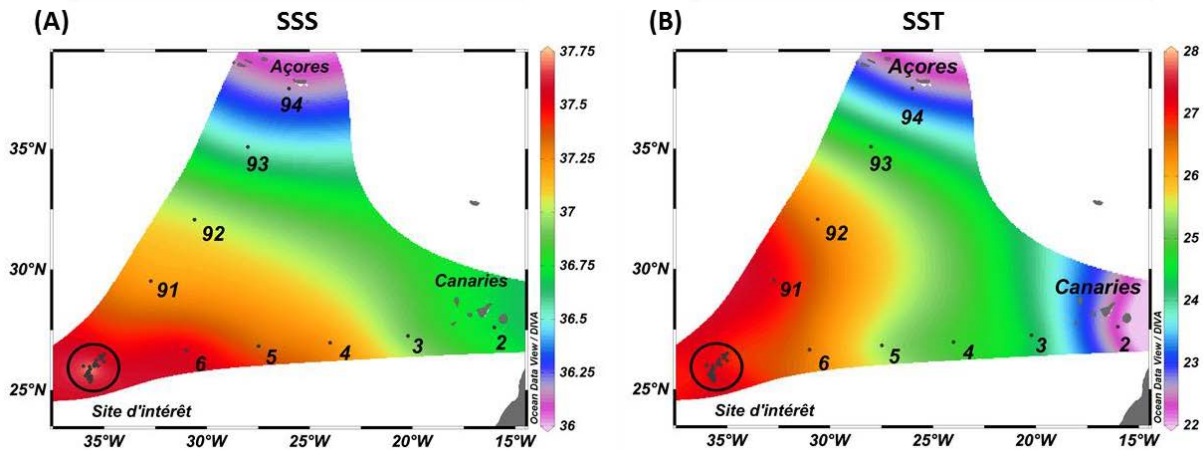 (A) SSS
Açores
94
93
92
91
Canaries
6
5
4
3
2
Site d'intérêt
35°N
30°N
25°N
35°W
30°W
25°W
20°W
15°W
37.75
37.5
37.25
37
36.75
36.5
36.25
36
Ocean Data View / DIVA
(B) SST
Açores
94
93
92
91
Canaries
6
5
4
3
2
Site d'intérêt
35°N
30°N
25°N
35°W
30°W
25°W
20°W
15°W
28
27
26
25
24
23
22
Ocean Data View / DIVA